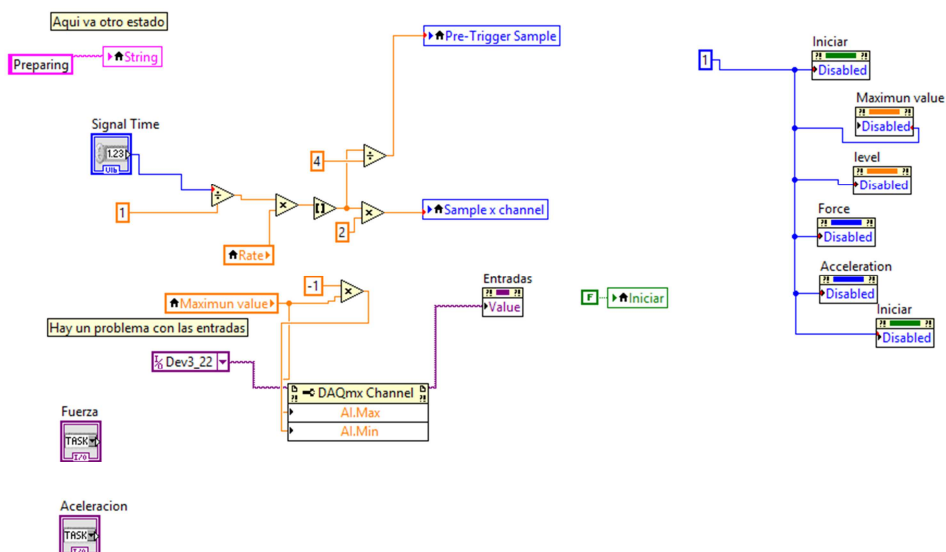 Aqui va otro estado
Preparing
String
Pre-Trigger Sample
Signal Time
1.23
U16
4
1
2
Rate
Sample x channel
-1
Maximun value
Hay un problema con las entradas
Entradas
Value
F
Iniciar
I/O Dev3_22
DAQmx Channel
AI.Max
AI.Min
Fuerza
TASK
I/O
Aceleracion
TASK
I/O
1
Iniciar
Disabled
Maximun value
Disabled
level
Disabled
Force
Disabled
Acceleration
Disabled
Iniciar
Disabled